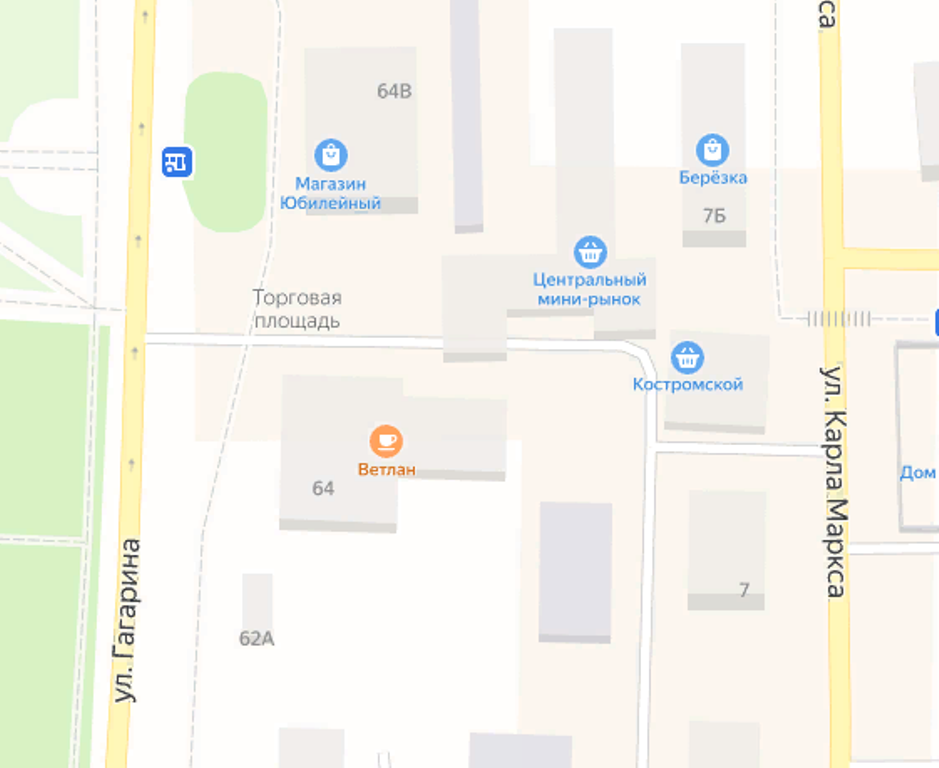 са
64В
Магазин
Юбилейный
Берёзка
7Б
Центральный
мини-рынок
Торговая
площадь
Костромской
Ветлан
64
Дом
ул. Карла Маркса
7
62А
ул. Гагарина